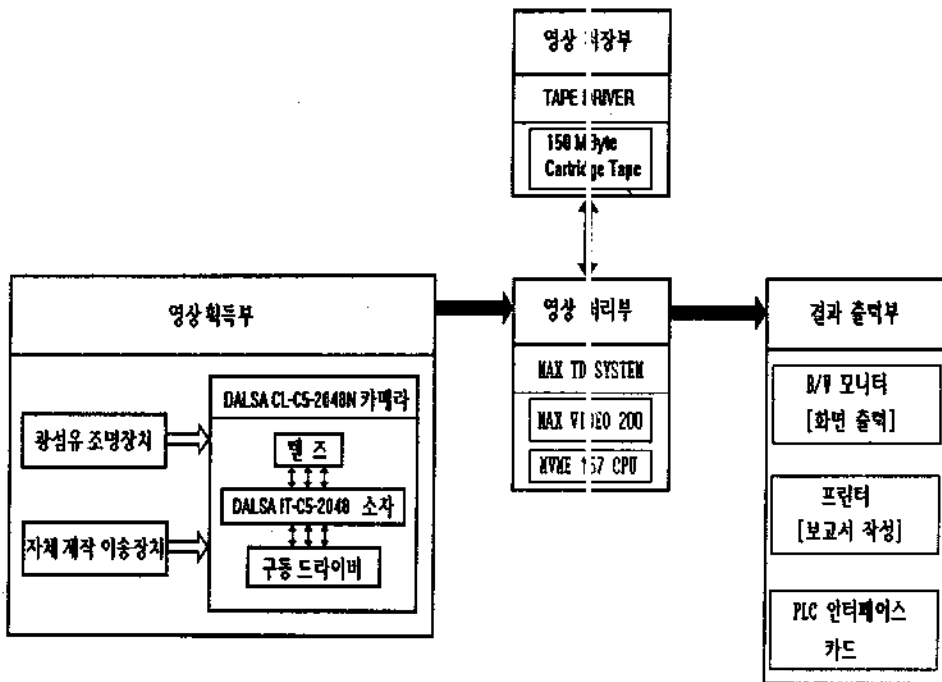 영상 저장부
TAPE DRIVER
150 MByte
Cartridge Tape
영상 획득부
영상 처리부
결과 출력부
DALSA CL-C5-2048N 카메라
광섬유 조명장치
렌 즈
DALSA IT-C5-2048 소자
자체 제작 이송장치
구동 드라이버
MAX TD SYSTEM
MAX VIDEO 200
MVME 167 CPU
B/W 모니터
[화면 출력]
프린터
[보고서 작성]
PLC 인터페이스
카드